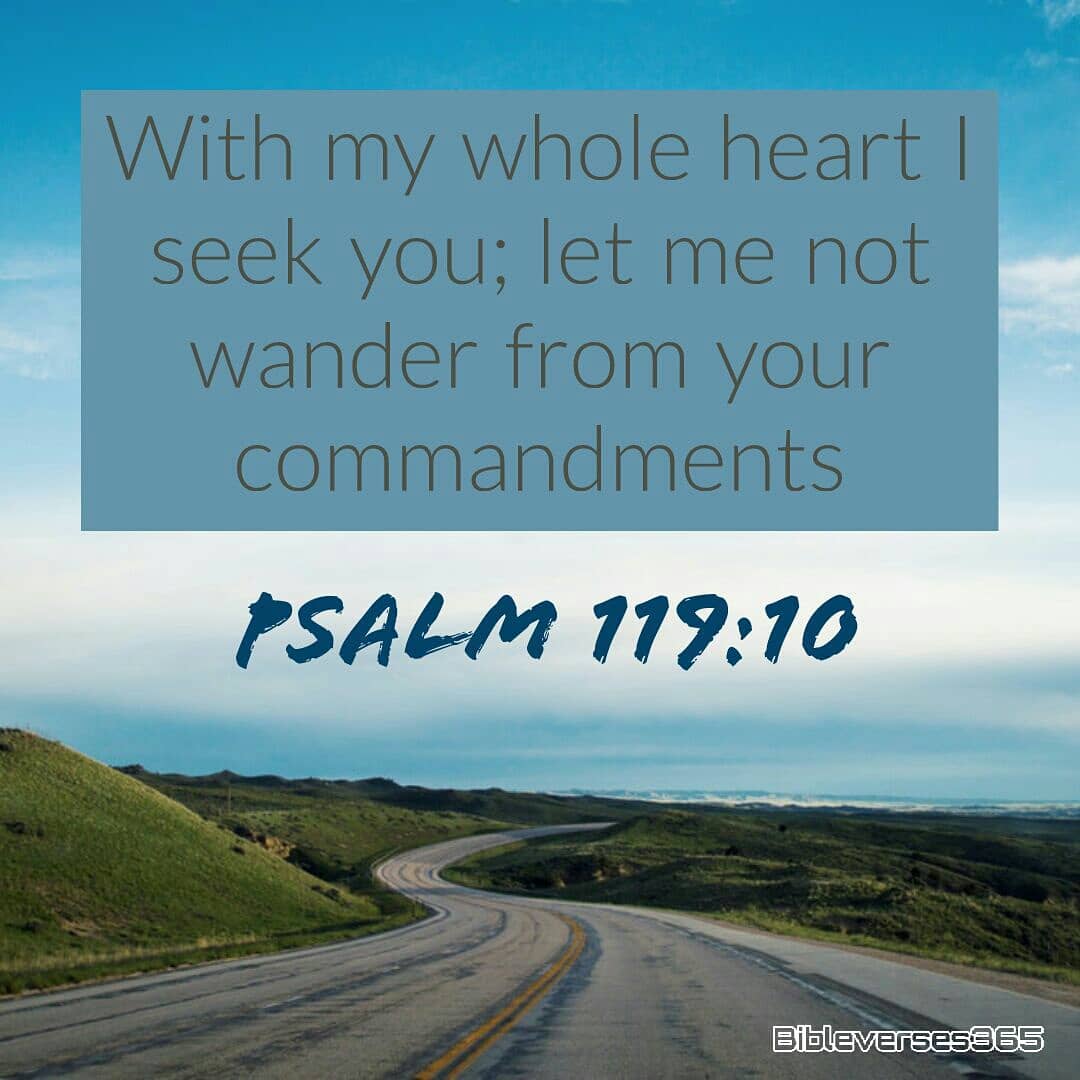 With my whole heart I
seek you; let me not
wander from your
commandments
PSALM 119:10
Bibleverses365